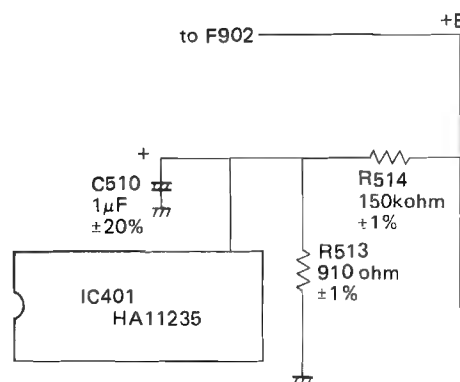 +B
to F902
+
C510
1µF
±20%
R514
150kohm
±1%
R513
910 ohm
±1%
IC401
HA11235